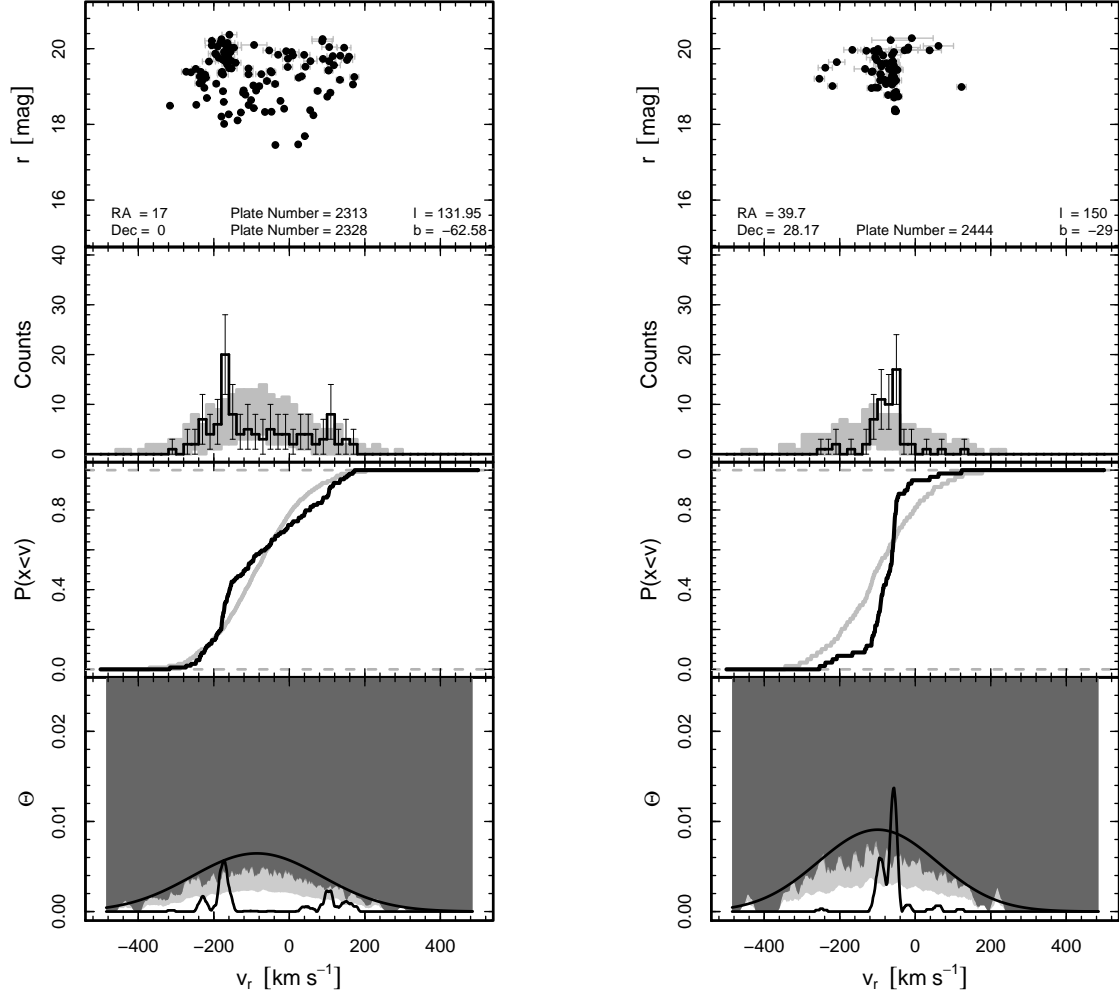 r [mag]
16 18 20
RA = 17
Dec = 0
Plate Number = 2313
Plate Number = 2328
l = 131.95
b = −62.58
Counts
0 10 20 30 40
P(x<v)
0.0 0.4 0.8
Θ
0.00 0.01 0.02
−400 −200 0 200 400
vr [km s−1]
r [mag]
16 18 20
RA = 39.7
Dec = 28.17
Plate Number = 2444
l = 150
b = −29
Counts
0 10 20 30 40
P(x<v)
0.0 0.4 0.8
Θ
0.00 0.01 0.02
−400 −200 0 200 400
vr [km s−1]